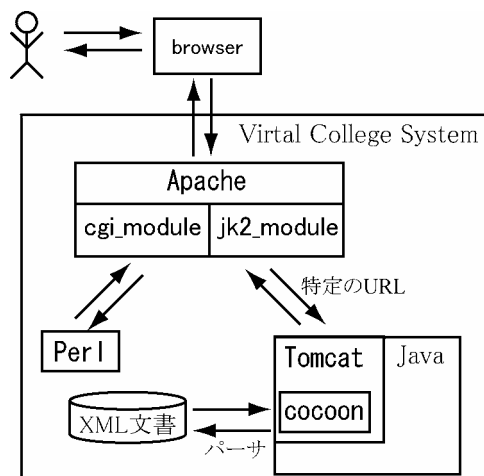 browser
Virtal College System
Apache
cgi_module
jk2_module
特定のURL
Perl
Tomcat
Java
cocoon
XML文書
パーサ